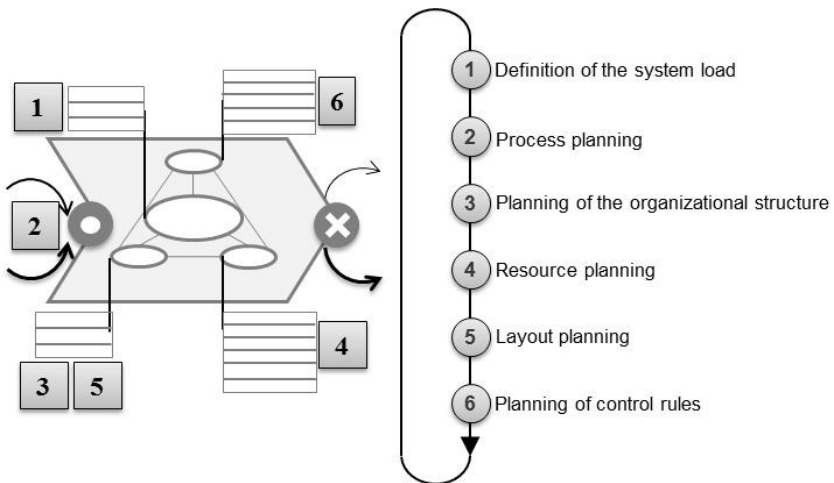 1
6
2
3
5
4
1 Definition of the system load
2 Process planning
3 Planning of the organizational structure
4 Resource planning
5 Layout planning
6 Planning of control rules